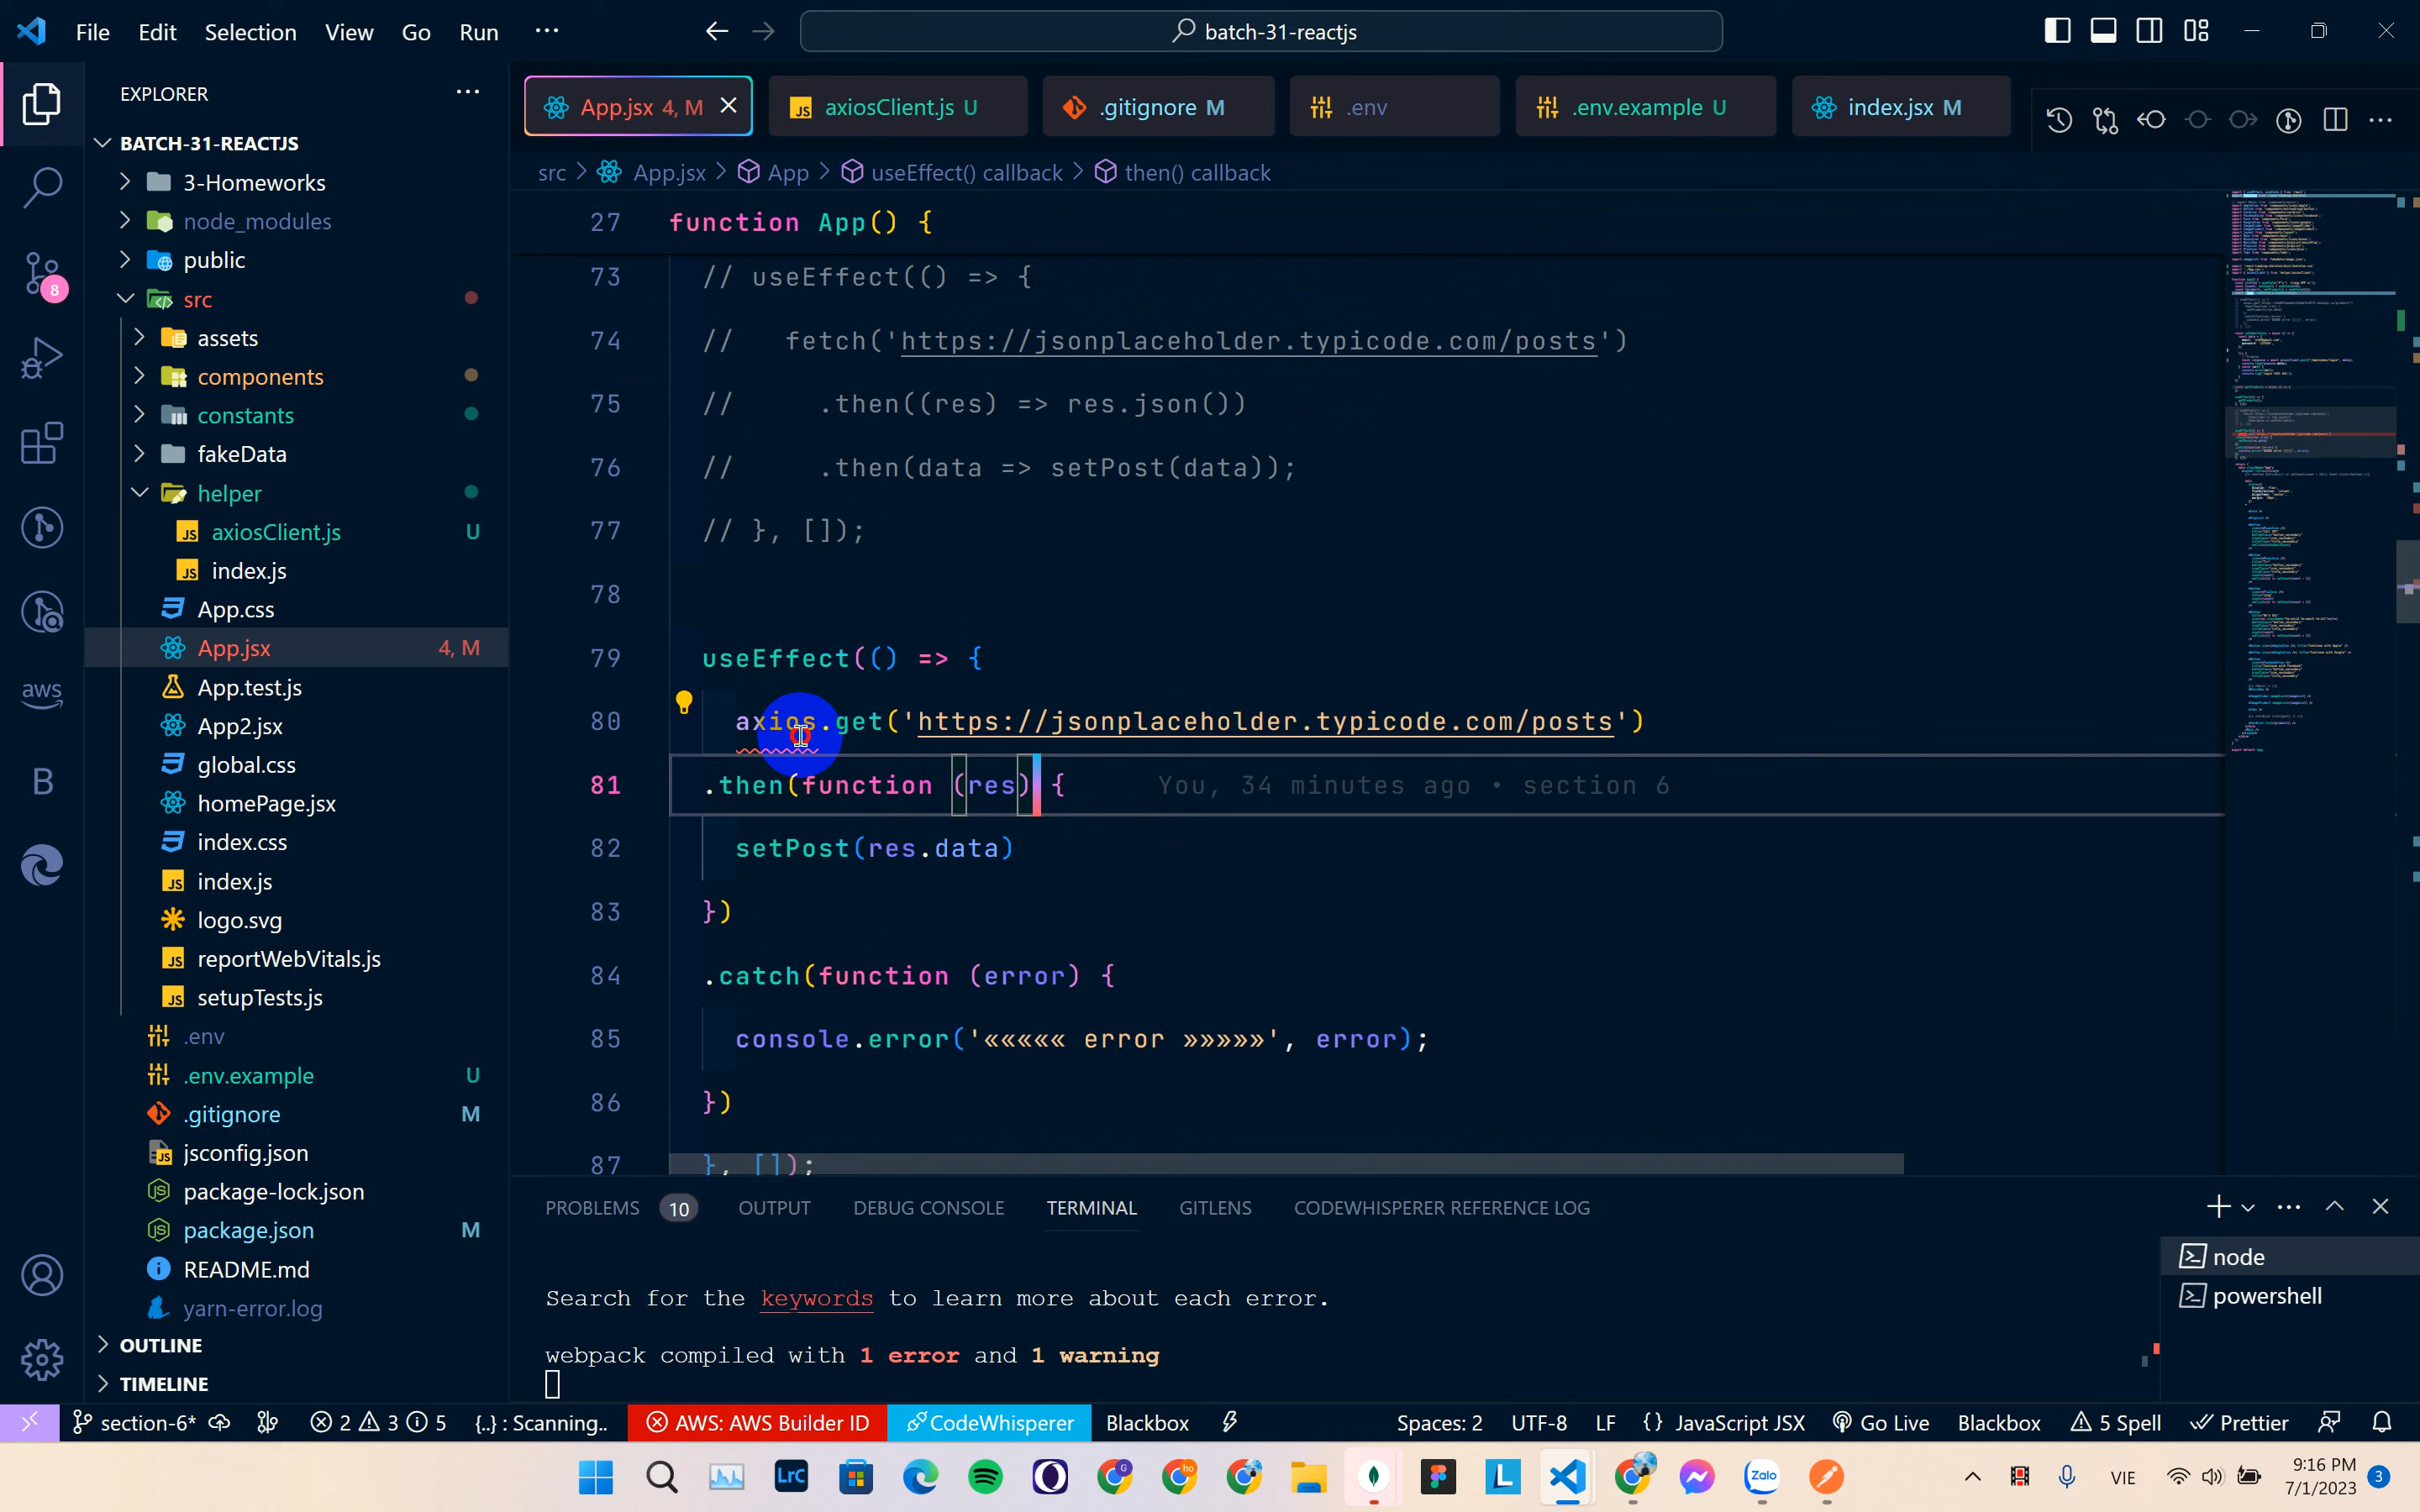 File Edit Selection View Go Run ···
batch-31-reactjs
EXPLORER
BATCH-31-REACTJS
3-Homeworks
node_modules
public
src
assets
components
constants
fakeData
helper
axiosClient.js U
index.js
App.css
App.jsx 4, M
App.test.js
App2.jsx
global.css
homePage.jsx
index.css
index.js
logo.svg
reportWebVitals.js
setupTests.js
.env
.env.example U
.gitignore M
jsconfig.json
package-lock.json
package.json M
README.md
yarn-error.log
OUTLINE
TIMELINE
8
aws
B
App.jsx 4, M axiosClient.js U .gitignore M .env .env.example U index.jsx M
src > App.jsx > App > useEffect() callback > then() callback
27 function App() {
73 // useEffect(() => {
74 //   fetch('https://jsonplaceholder.typicode.com/posts')
75 //     .then((res) => res.json())
76 //     .then(data => setPost(data));
77 // }, []);
78
79 useEffect(() => {
80 axios.get('https://jsonplaceholder.typicode.com/posts')
81 .then(function (res) { You, 34 minutes ago • section 6
82 setPost(res.data)
83 })
84 .catch(function (error) {
85 console.error('««««« error »»»»»', error);
86 })
87 }, []);
PROBLEMS 10 OUTPUT DEBUG CONSOLE TERMINAL GITLENS CODEWHISPERER REFERENCE LOG
Search for the keywords to learn more about each error.
webpack compiled with 1 error and 1 warning
node
powershell
section-6* 2 3 5 {..} : Scanning.. AWS: AWS Builder ID CodeWhisperer Blackbox Spaces: 2 UTF-8 LF {} JavaScript JSX Go Live Blackbox 5 Spell Prettier
LrC
G
ho
L
Zalo
VIE
9:16 PM
7/1/2023
3